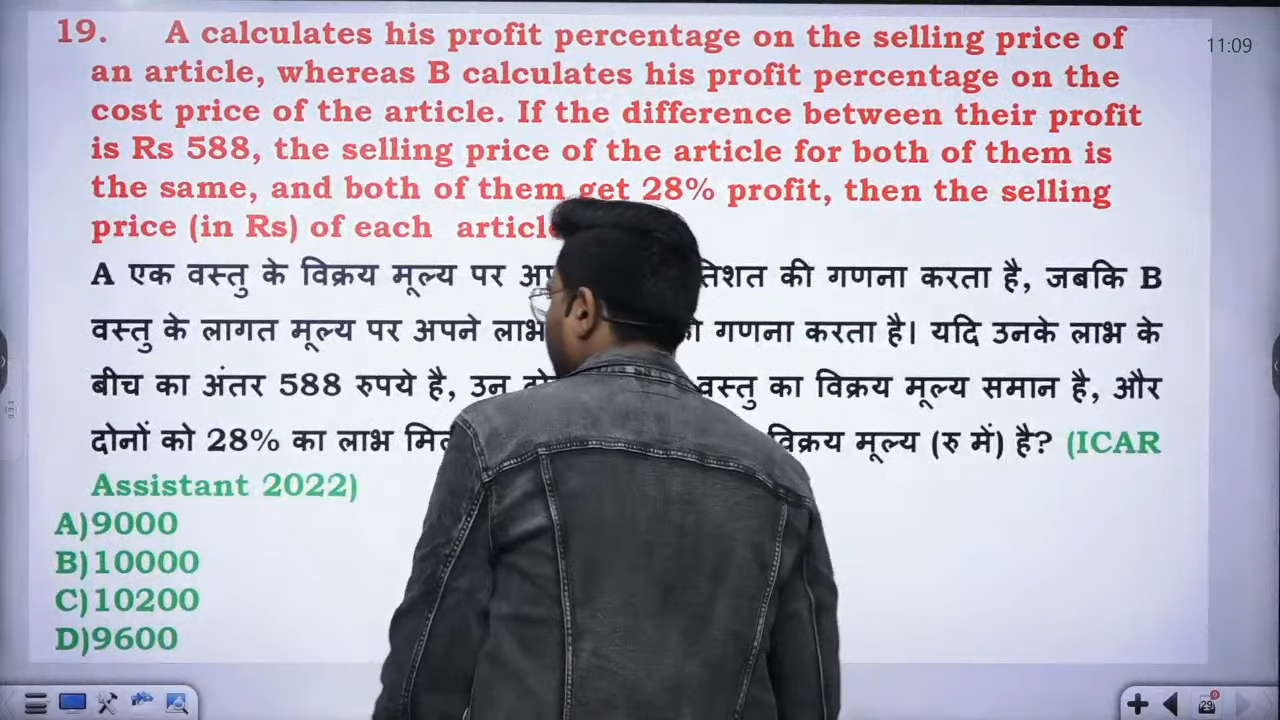 19. A calculates his profit percentage on the selling price of
11:09
an article, whereas B calculates his profit percentage on the
cost price of the article. If the difference between their profit
is Rs 588, the selling price of the article for both of them is
the same, and both of them get 28% profit, then the selling
price (in Rs) of each
A एक वस्तु के विक्रय मूल्य पर की गणना करता है, जबकि B
वस्तु के लागत मूल्य पर अपने लाभ गणना करता है। यदि उनके लाभ के
बीच का अंतर 588 रुपये है, उन वस्तु का विक्रय मूल्य समान है, और
दोनों को 28% का लाभ विक्रय मूल्य (रु में) है? (ICAR
Assistant 2022)
A)9000
B)10000
C)10200
D)9600